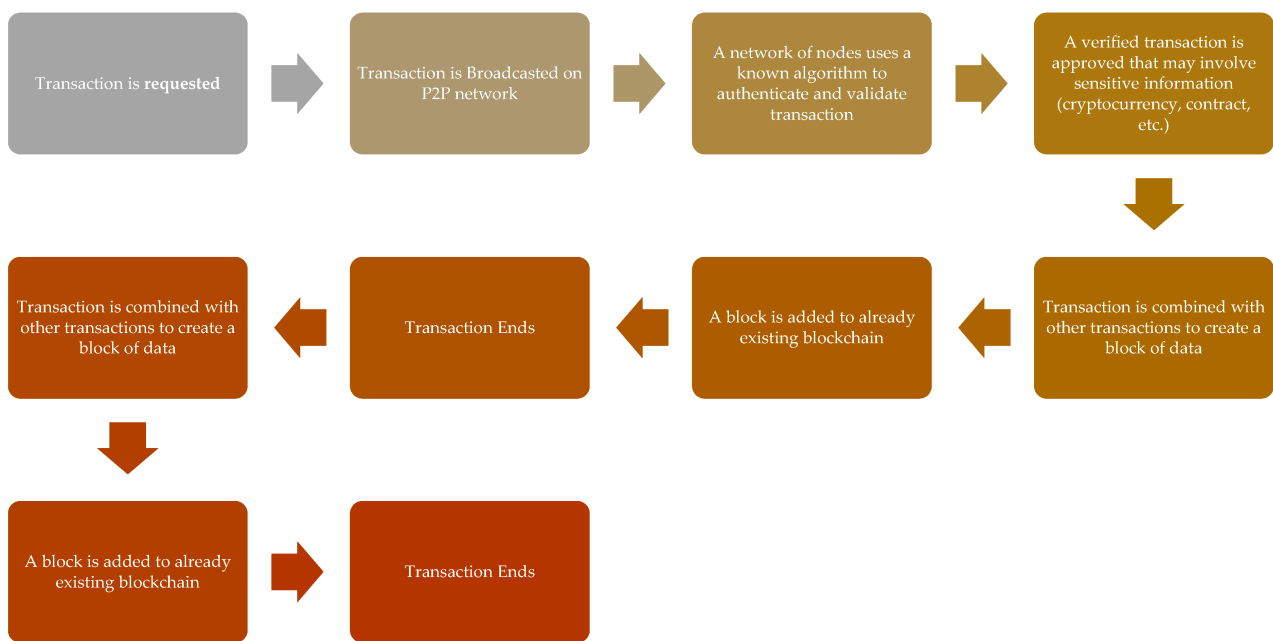 Transaction is requested
Transaction is Broadcasted on
P2P network
A network of nodes uses a
known algorithm to
authenticate and validate
transaction
A verified transaction is
approved that may involve
sensitive information
(cryptocurrency, contract,
etc.)
Transaction is combined with
other transactions to create a
block of data
A block is added to already
existing blockchain
Transaction Ends
Transaction is combined with
other transactions to create a
block of data
A block is added to already
existing blockchain
Transaction Ends